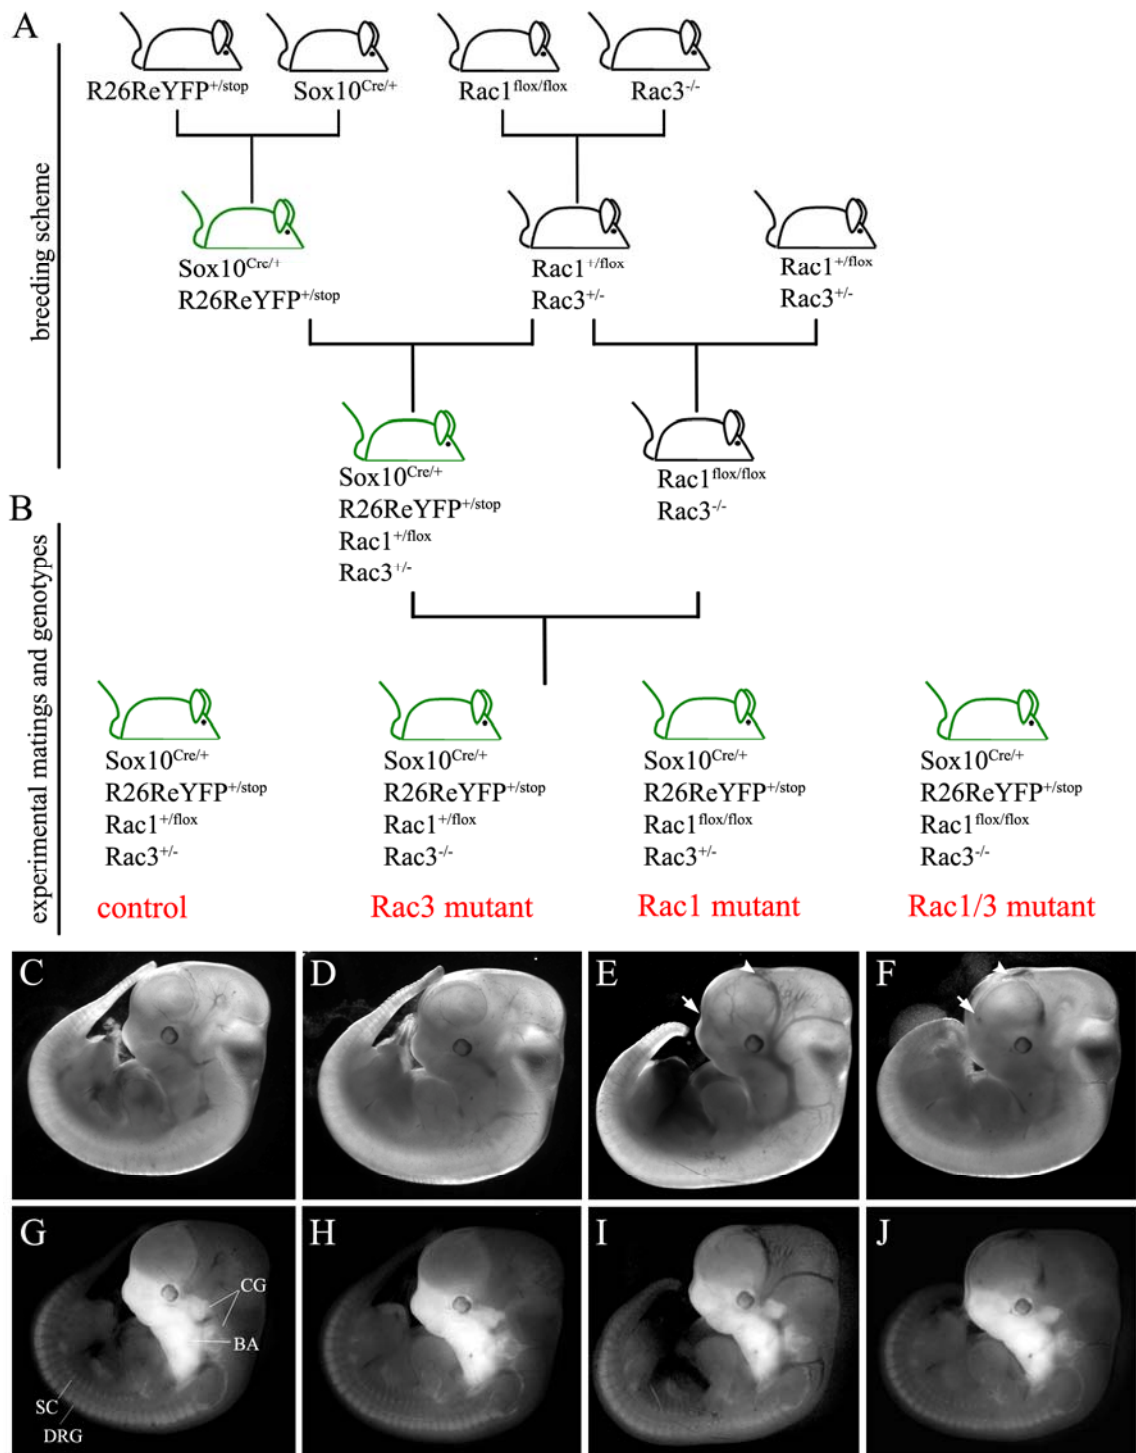 A
R26ReYFP+/stop Sox10Cre/+ Rac1flox/flox Rac3-/-
breeding scheme
Sox10Cre/+ Rac1+/flox Rac1+/flox
R26ReYFP+/stop Rac3+/- Rac3+/-
Sox10Cre/+ Rac1flox/flox
R26ReYFP+/stop Rac3-/-
Rac1+/flox
Rac3+/-
B
experimental matings and genotypes
Sox10Cre/+ Sox10Cre/+ Sox10Cre/+ Sox10Cre/+
R26ReYFP+/stop R26ReYFP+/stop R26ReYFP+/stop R26ReYFP+/stop
Rac1+/flox Rac1+/flox Rac1flox/flox Rac1flox/flox
Rac3+/- Rac3-/- Rac3+/- Rac3-/-
control Rac3 mutant Rac1 mutant Rac1/3 mutant
C D E F
G H I J
CG
BA
SC
DRG